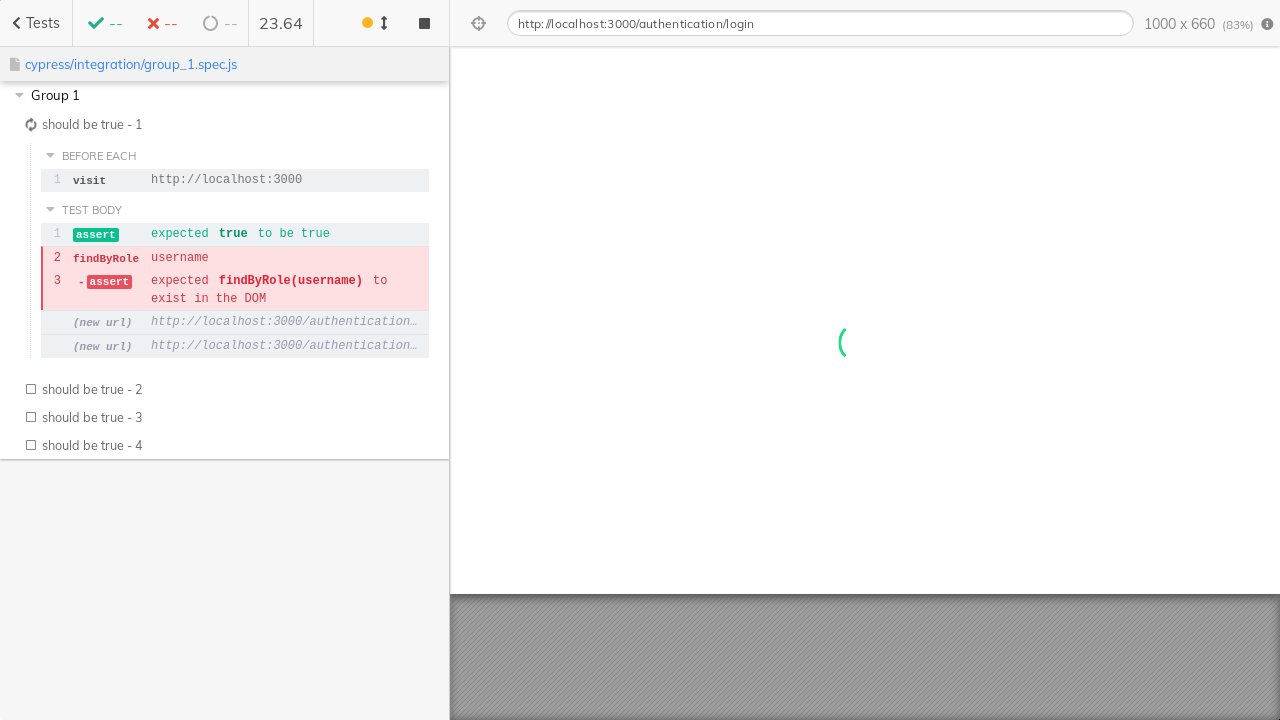 Tests -- -- -- 23.64
http://localhost:3000/authentication/login 1000 x 660 (83%)
cypress/integration/group_1.spec.js
Group 1
should be true - 1
BEFORE EACH
1 visit http://localhost:3000
TEST BODY
1 assert expected true to be true
2 findByRole username
3 -assert expected findByRole(username) to
exist in the DOM
(new url) http://localhost:3000/authentication…
(new url) http://localhost:3000/authentication…
should be true - 2
should be true - 3
should be true - 4